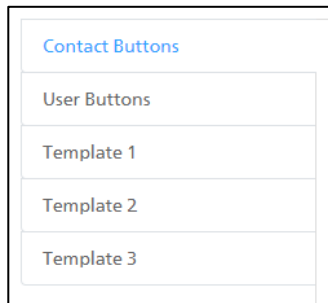 Contact Buttons
User Buttons
Template 1
Template 2
Template 3